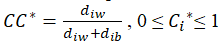 CC* = d_iw / (d_iw + d_ib) , 0 ≤ C_i* ≤ 1